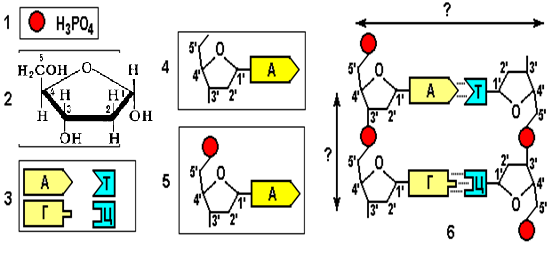 1 H₃PO₄
2
5
H₂COH O H
H 4 H H 1
3 2
H OH
OH H
3
А Т
Г Ц
4
5' O
4' 1' А
3' 2'
5
5' O
4' 1' А
3' 2'
?
?
5' O
4' 1' А Т 1' 4'
3' 2' 2' 3' O 5'
5' O
4' 1' Г Ц 1' 4'
3' 2' 2' 3' O 5'
6